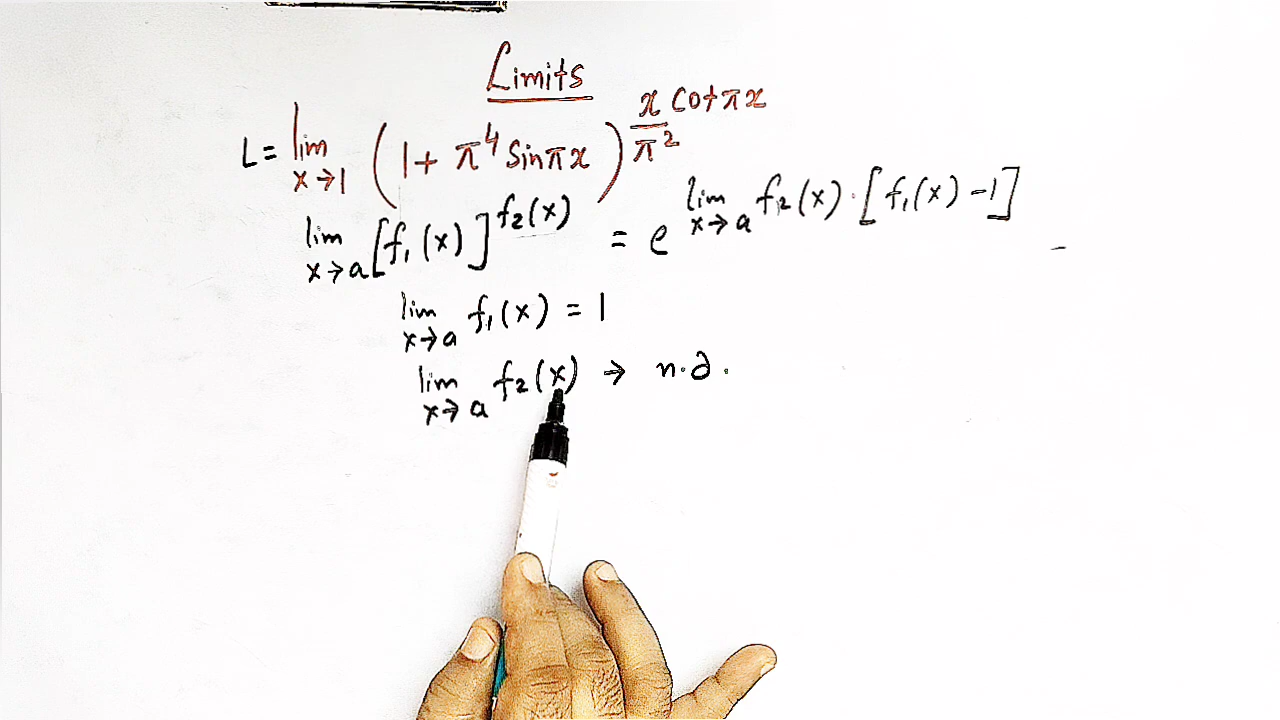 Limits
L = lim x→1 (1 + π⁴ sin πx)^(x/π² cot πx)
lim x→a [f₁(x)]^f₂(x) = e^(lim x→a f₂(x) · [f₁(x) − 1])
lim x→a f₁(x) = 1
lim x→a f₂(x) → n.d.